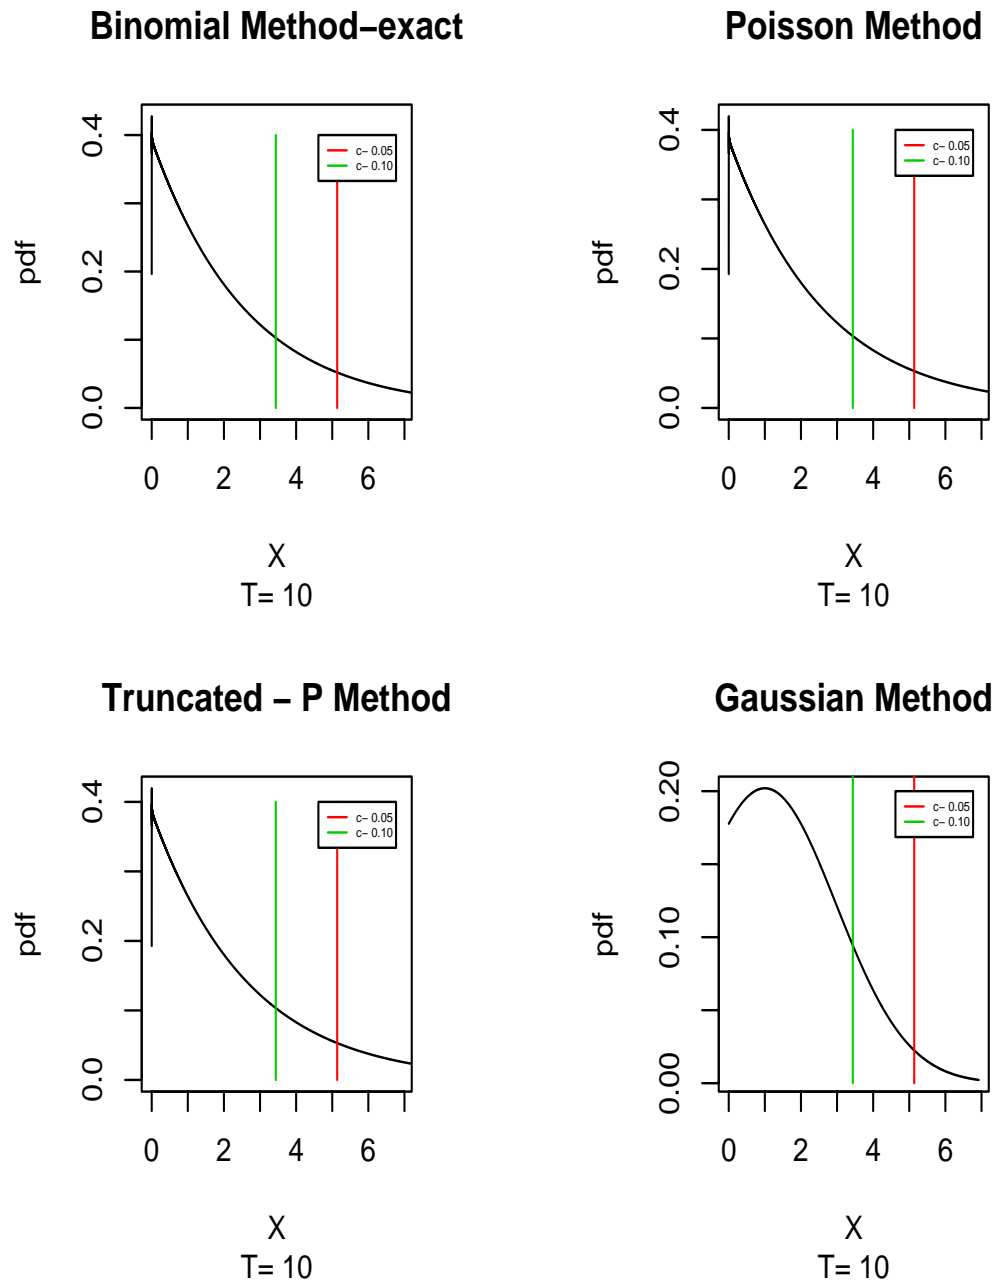 Binomial Method–exact
pdf
0.4
0.2
0.0
c– 0.05
c– 0.10
0 2 4 6
X
T= 10
Poisson Method
pdf
0.4
0.2
0.0
c– 0.05
c– 0.10
0 2 4 6
X
T= 10
Truncated – P Method
pdf
0.4
0.2
0.0
c– 0.05
c– 0.10
0 2 4 6
X
T= 10
Gaussian Method
pdf
0.20
0.10
0.00
c– 0.05
c– 0.10
0 2 4 6
X
T= 10